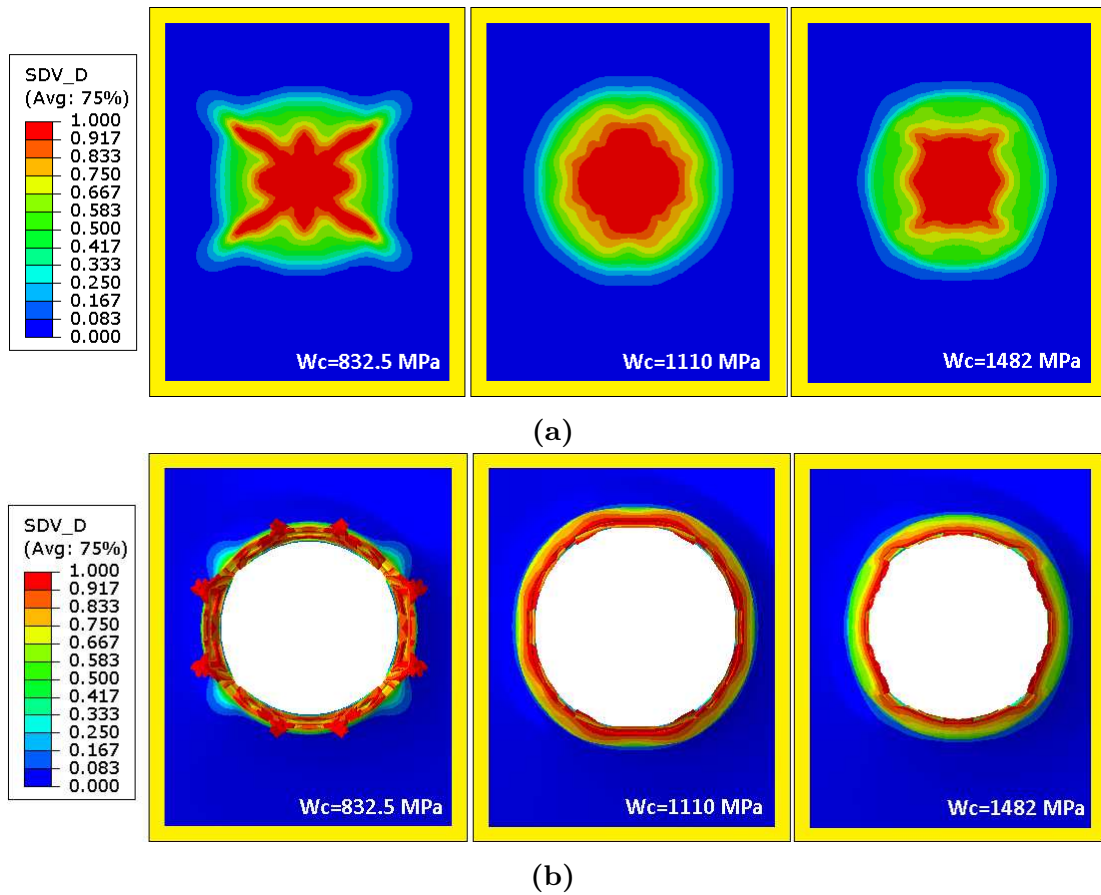 SDV_D
(Avg: 75%)
1.000
0.917
0.833
0.750
0.667
0.583
0.500
0.417
0.333
0.250
0.167
0.083
0.000
Wc=832.5 MPa
Wc=1110 MPa
Wc=1482 MPa
(a)
SDV_D
(Avg: 75%)
1.000
0.917
0.833
0.750
0.667
0.583
0.500
0.417
0.333
0.250
0.167
0.083
0.000
Wc=832.5 MPa
Wc=1110 MPa
Wc=1482 MPa
(b)